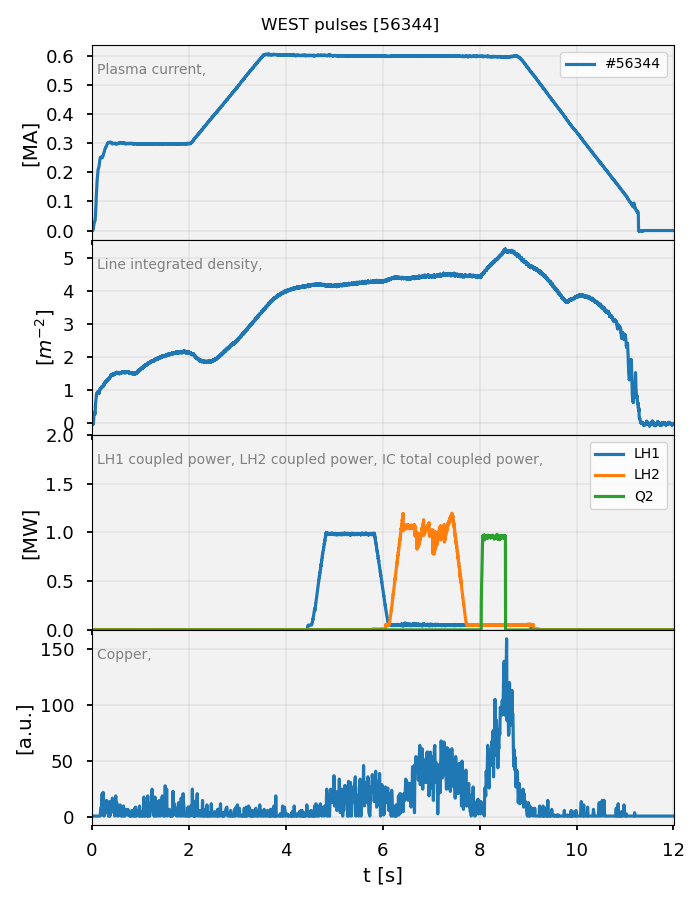 WEST pulses [56344]
Plasma current,
#56344
[MA]
0.6
0.5
0.4
0.3
0.2
0.1
0.0
Line integrated density,
[m⁻²]
5
4
3
2
1
0
LH1 coupled power, LH2 coupled power, IC total coupled power,
LH1
LH2
Q2
[MW]
2.0
1.5
1.0
0.5
0.0
Copper,
[a.u.]
150
100
50
0
0 2 4 6 8 10 12
t [s]